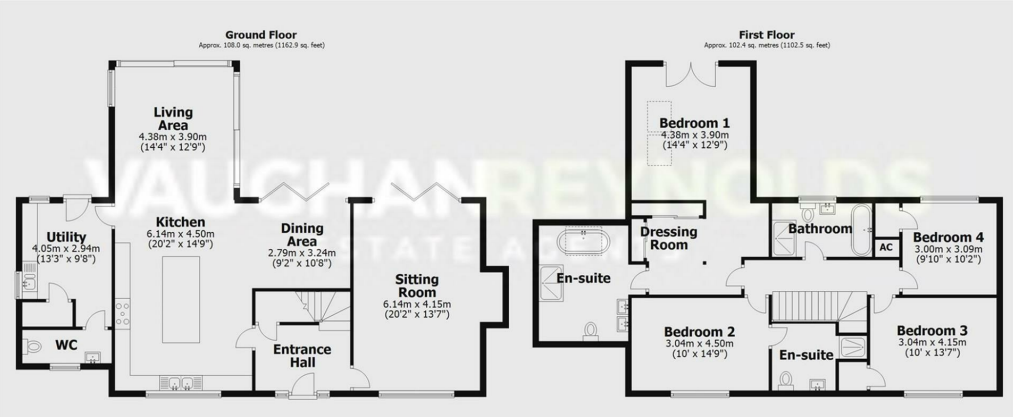 Ground Floor
Approx. 108.0 sq. metres (1162.9 sq. feet)
Living
Area
4.38m x 3.90m
(14'4" x 12'9")
Kitchen
6.14m x 4.50m
(20'2" x 14'9")
Utility
4.05m x 2.94m
(13'3" x 9'8")
Dining
Area
2.79m x 3.24m
(9'2" x 10'8")
Sitting
Room
6.14m x 4.15m
(20'2" x 13'7")
WC
Entrance
Hall
First Floor
Approx. 102.4 sq. metres (1102.5 sq. feet)
Bedroom 1
4.38m x 3.90m
(14'4" x 12'9")
Dressing
Room
Bathroom
AC
Bedroom 4
3.00m x 3.09m
(9'10" x 10'2")
En-suite
Bedroom 2
3.04m x 4.50m
(10' x 14'9")
En-suite
Bedroom 3
3.04m x 4.15m
(10' x 13'7")
VAUGHANREYNOLDS
ESTATE AGENTS